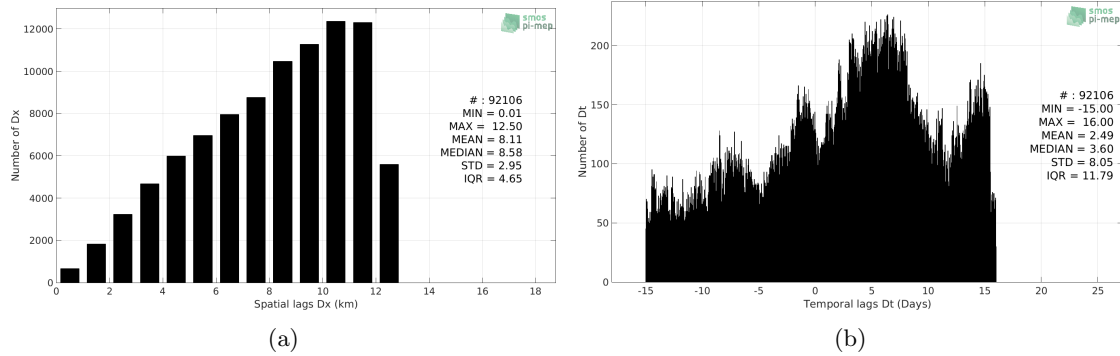 smos
pi-mep
12000
10000
8000
6000
4000
2000
0
Number of Dx
# : 92106
MIN = 0.01
MAX = 12.50
MEAN = 8.11
MEDIAN = 8.58
STD = 2.95
IQR = 4.65
0 2 4 6 8 10 12 14 16 18
Spatial lags Dx (km)
(a)
smos
pi-mep
200
150
100
50
0
Number of Dt
# : 92106
MIN = -15.00
MAX = 16.00
MEAN = 2.49
MEDIAN = 3.60
STD = 8.05
IQR = 11.79
-15 -10 -5 0 5 10 15 20 25
Temporal lags Dt (Days)
(b)